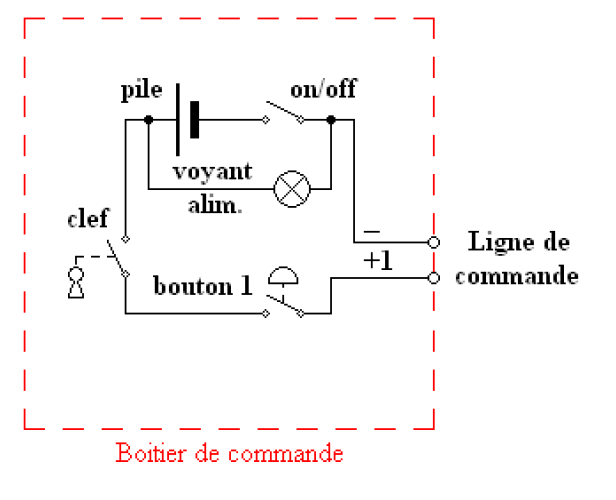 pile
on/off
voyant
alim.
clef
–
+1
Ligne de
commande
bouton 1
Boitier de commande